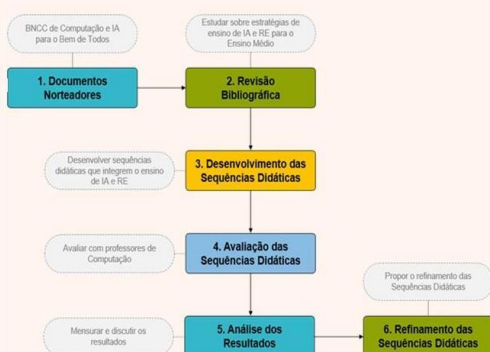 BNCC de Computação e IA
para o Bem de Todos
Estudar sobre estratégias de
ensino de IA e RE para o
Ensino Médio
1. Documentos
Norteadores
2. Revisão
Bibliográfica
Desenvolver sequências
didáticas que integrem o ensino
de IA e RE
3. Desenvolvimento das
Sequências Didáticas
Avaliar com professores de
Computação
4. Avaliação das
Sequências Didáticas
Propor o refinamento das
Sequências Didáticas
Mensurar e discutir os
resultados
5. Análise dos
Resultados
6. Refinamento das
Sequências Didáticas